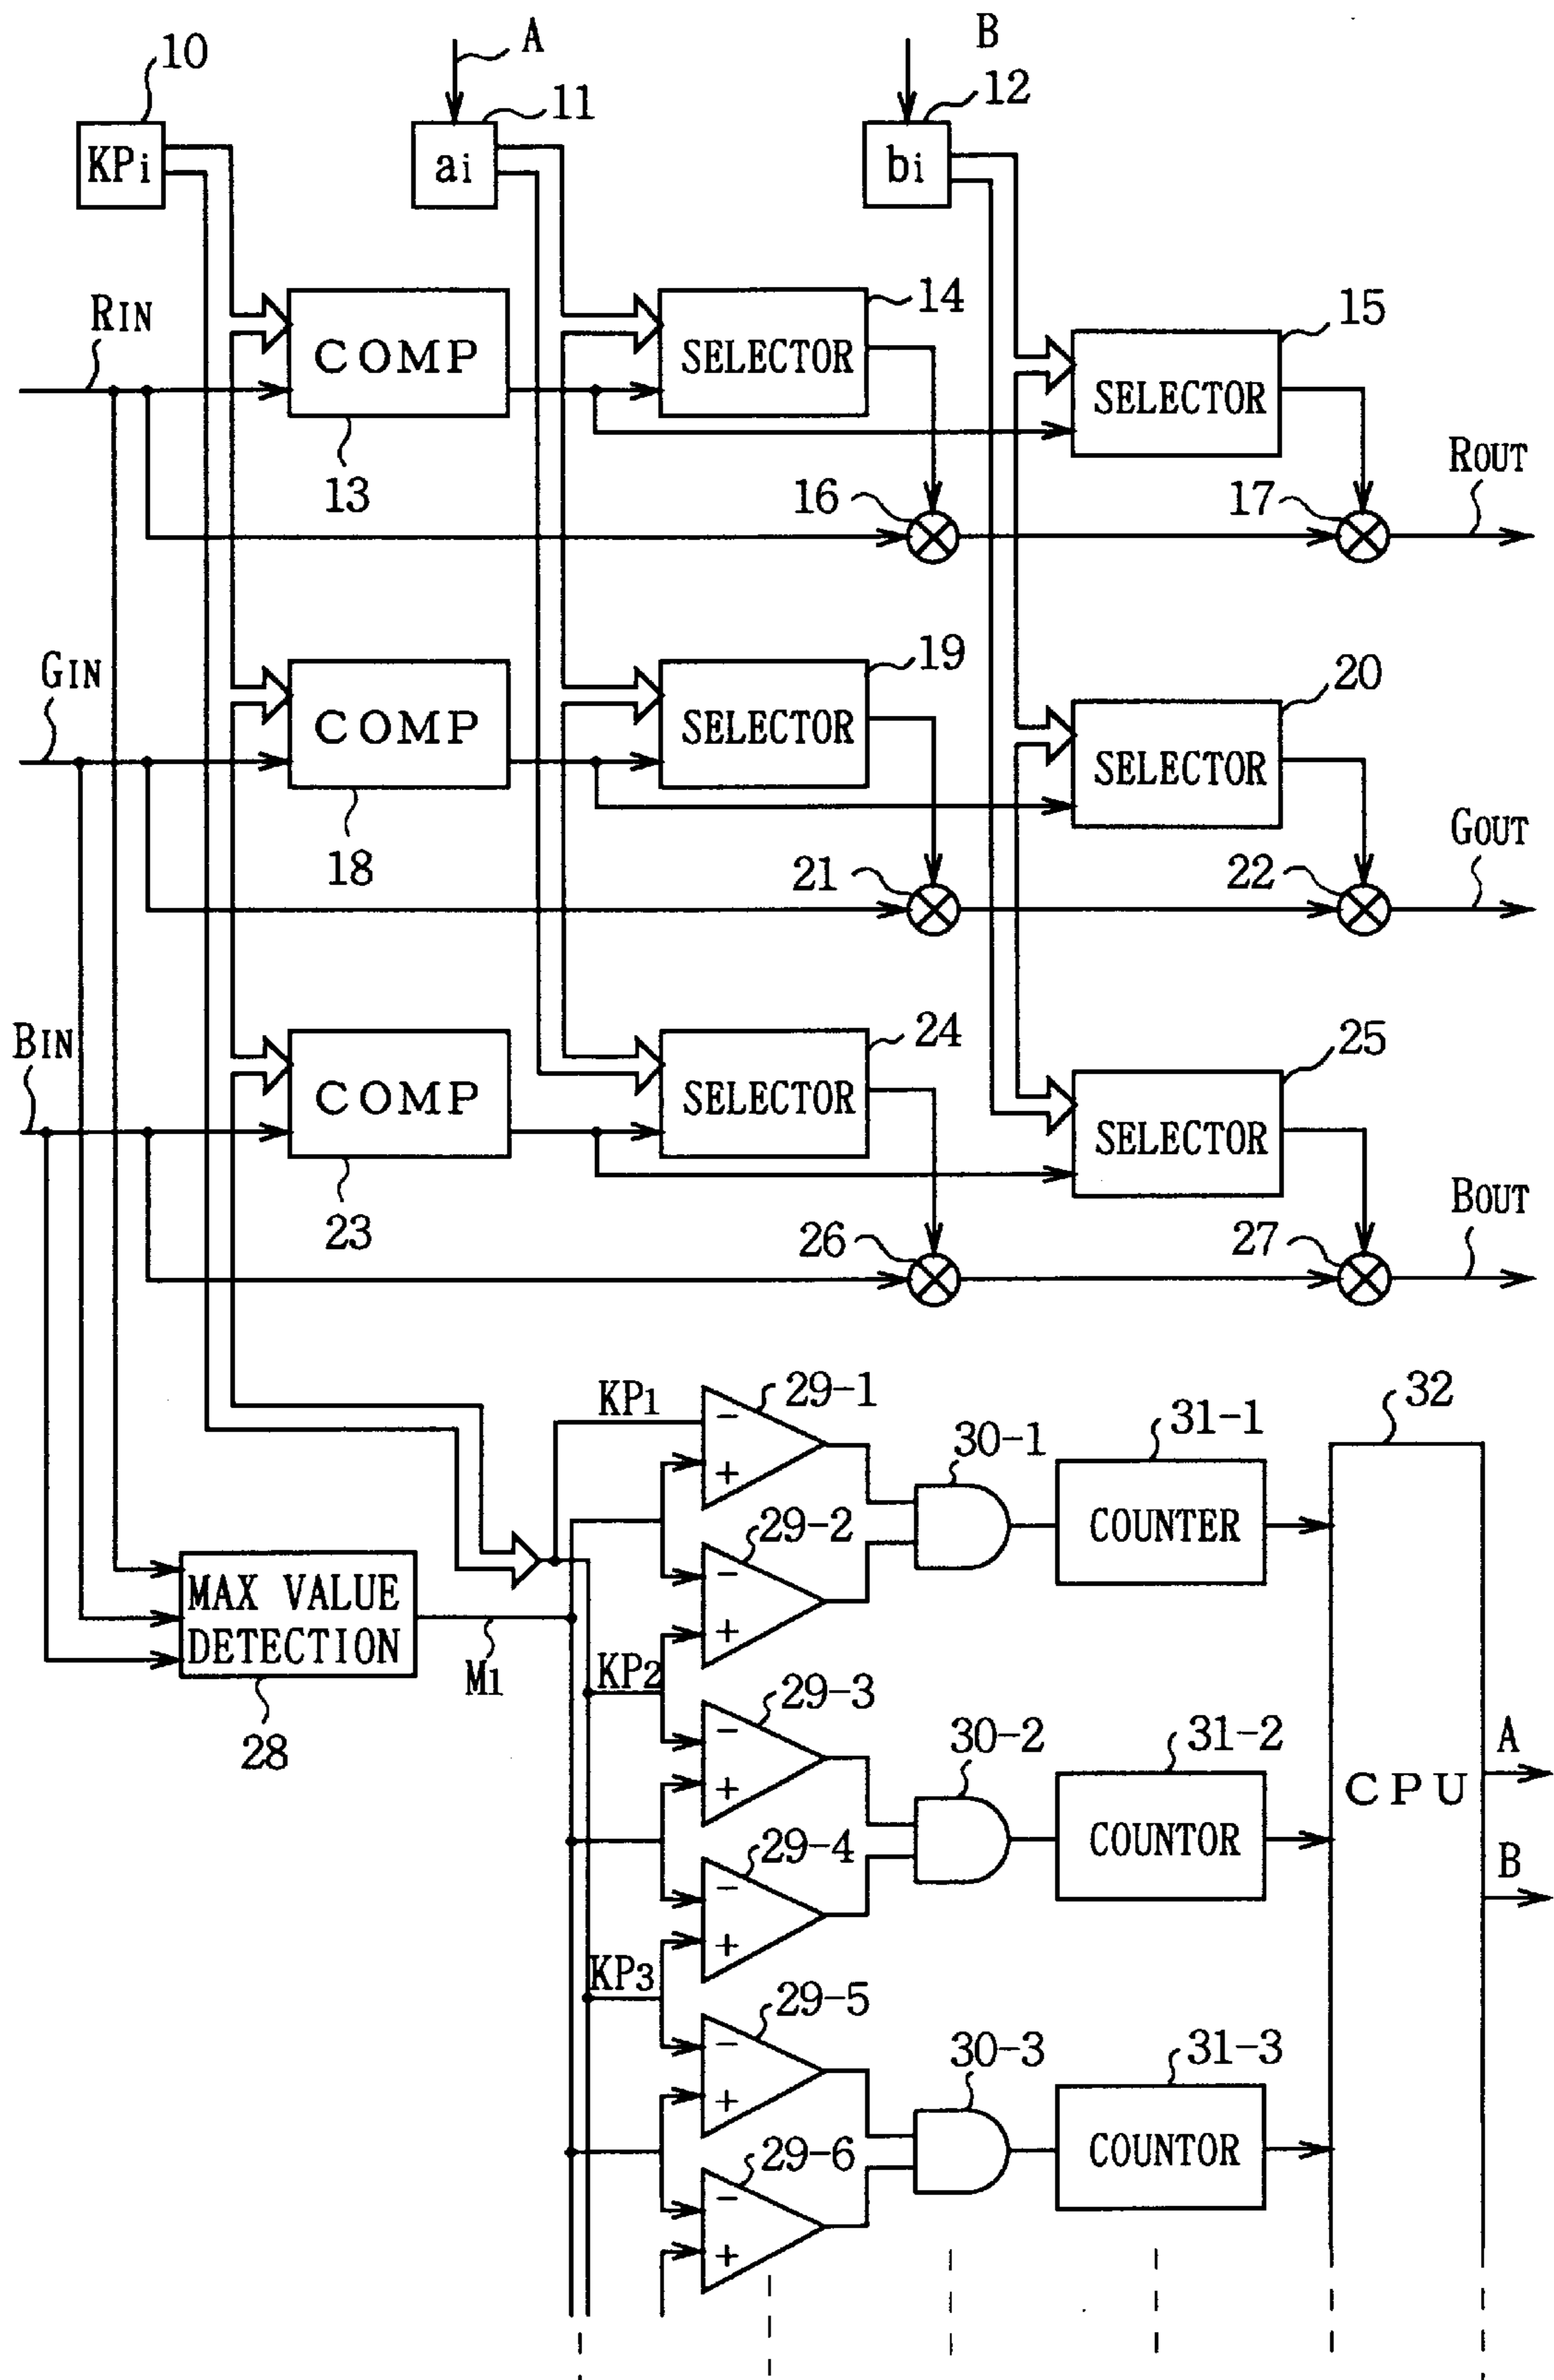 10
A
B
11
12
KPi
ai
bi
RIN
COMP
14
SELECTOR
15
SELECTOR
13
16
17
ROUT
GIN
COMP
19
SELECTOR
20
SELECTOR
18
21
22
GOUT
BIN
COMP
24
SELECTOR
25
SELECTOR
23
26
27
BOUT
KP1
29-1
−
+
30-1
31-1
32
COUNTER
29-2
−
+
MAX VALUE
DETECTION
M1
28
KP2
29-3
−
+
30-2
31-2
COUNTOR
CPU
A
B
29-4
−
+
KP3
29-5
−
+
30-3
31-3
COUNTOR
29-6
−
+